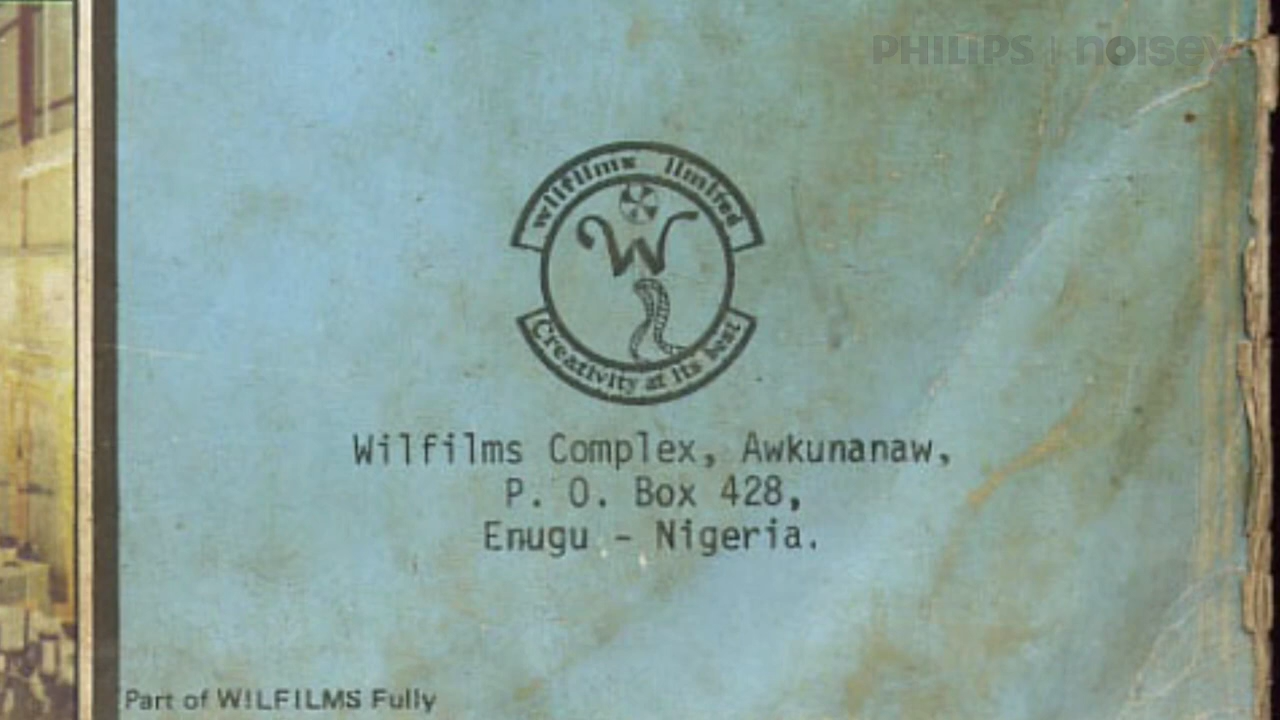 PHILIPS | NOISEY
wilfilms limited
W
Creativity at its best
Wilfilms Complex, Awkunanaw,
P. O. Box 428,
Enugu - Nigeria.
Part of WILFILMS Fully